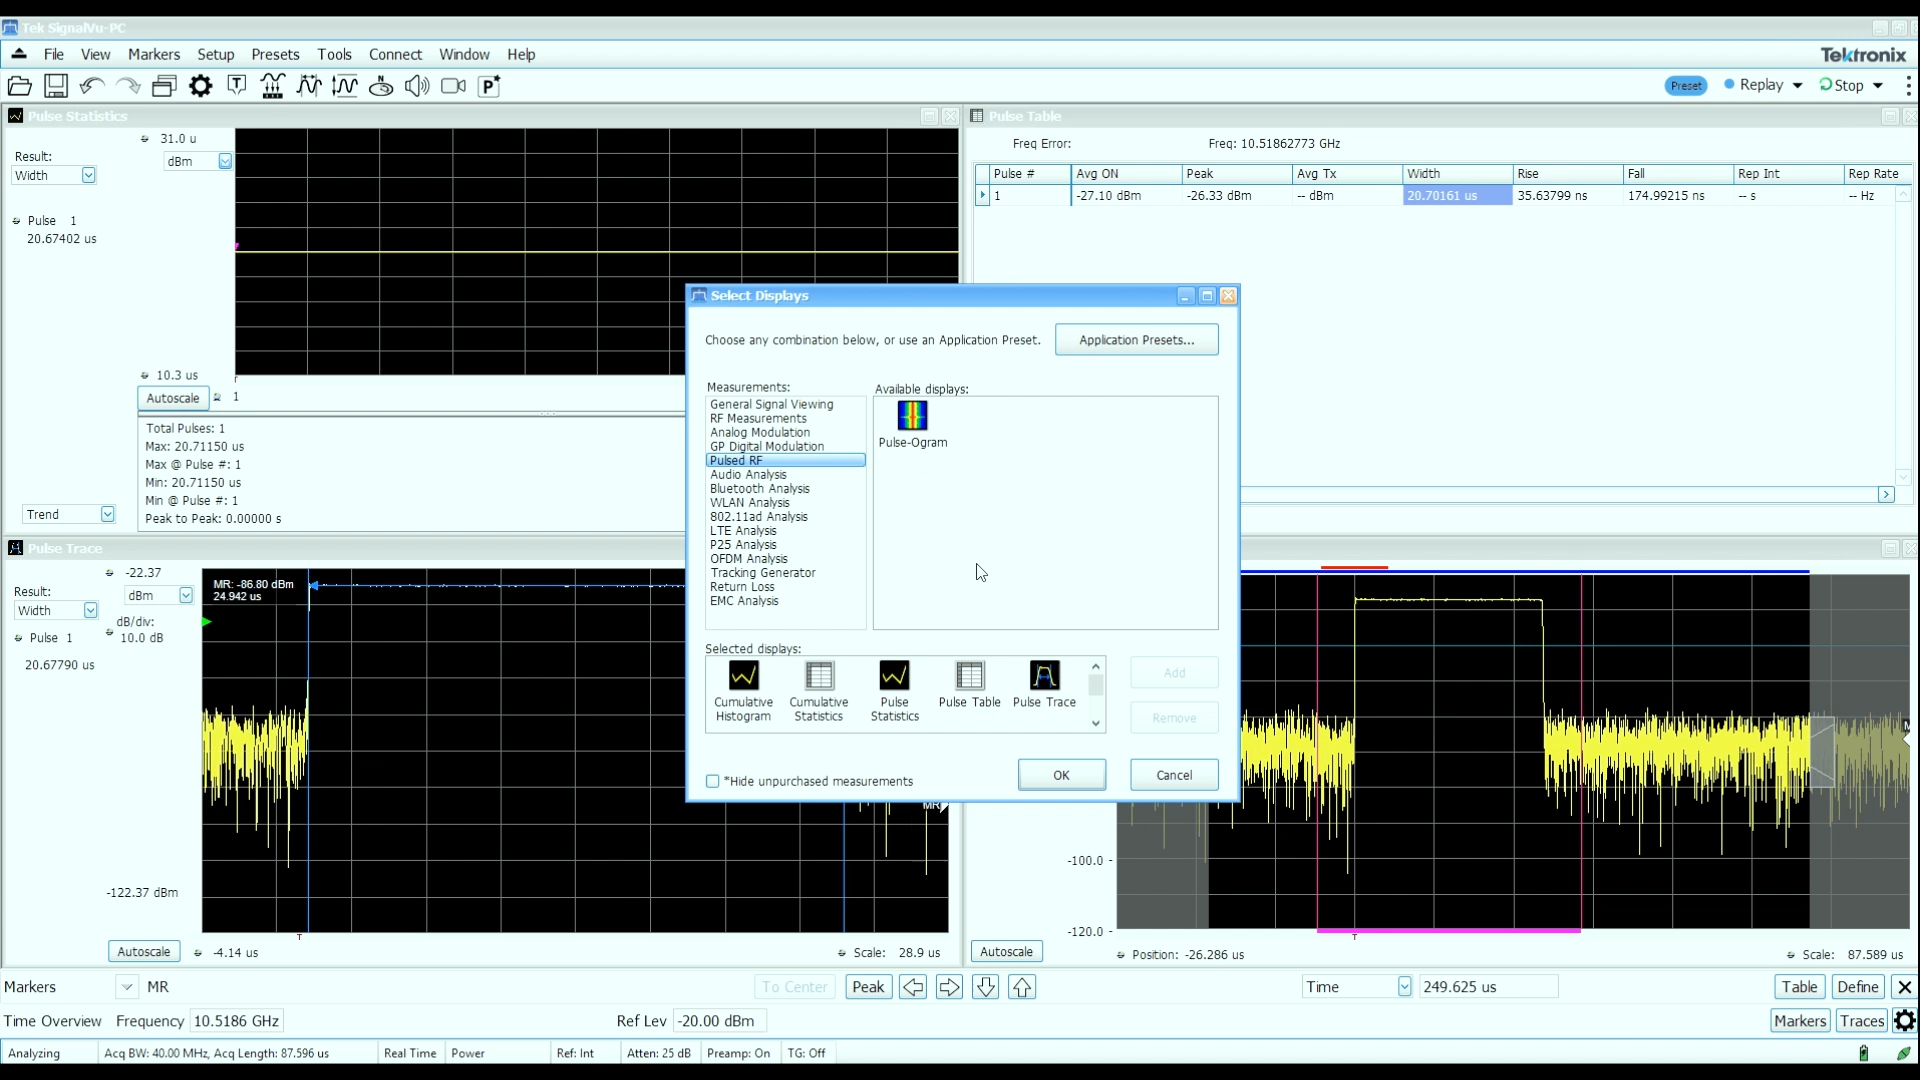 Tek SignalVu-PC
File View Markers Setup Presets Tools Connect Window Help
Tektronix
Preset Replay Stop
Pulse Statistics
Result:
Width
Pulse 1
20.67402 us
31.0 u
dBm
10.3 us
Autoscale 1
Total Pulses: 1
Max: 20.71150 us
Max @ Pulse #: 1
Min: 20.71150 us
Min @ Pulse #: 1
Peak to Peak: 0.00000 s
Trend
Pulse Table
Freq Error: Freq: 10.51862773 GHz
Pulse # Avg ON Peak Avg Tx Width Rise Fall Rep Int Rep Rate
1 -27.10 dBm -26.33 dBm -- dBm 20.70161 us 35.63799 ns 174.99215 ns -- s -- Hz
Select Displays
Choose any combination below, or use an Application Preset. Application Presets...
Measurements:
General Signal Viewing
RF Measurements
Analog Modulation
GP Digital Modulation
Pulsed RF
Audio Analysis
Bluetooth Analysis
WLAN Analysis
802.11ad Analysis
LTE Analysis
P25 Analysis
OFDM Analysis
Tracking Generator
Return Loss
EMC Analysis
Available displays:
Pulse-Ogram
Selected displays:
Cumulative Histogram
Cumulative Statistics
Pulse Statistics
Pulse Table
Pulse Trace
Add
Remove
*Hide unpurchased measurements
OK Cancel
Pulse Trace
Result:
Width
Pulse 1
20.67790 us
-22.37
dBm
dB/div:
10.0 dB
-122.37 dBm
MR: -86.80 dBm
24.942 us
MR
T
Autoscale -4.14 us Scale: 28.9 us
M
-100.0
-120.0
T
Autoscale Position: -26.286 us Scale: 87.589 us
Markers MR To Center Peak Time 249.625 us Table Define
Time Overview Frequency 10.5186 GHz Ref Lev -20.00 dBm Markers Traces
Analyzing Acq BW: 40.00 MHz, Acq Length: 87.596 us Real Time Power Ref: Int Atten: 25 dB Preamp: On TG: Off